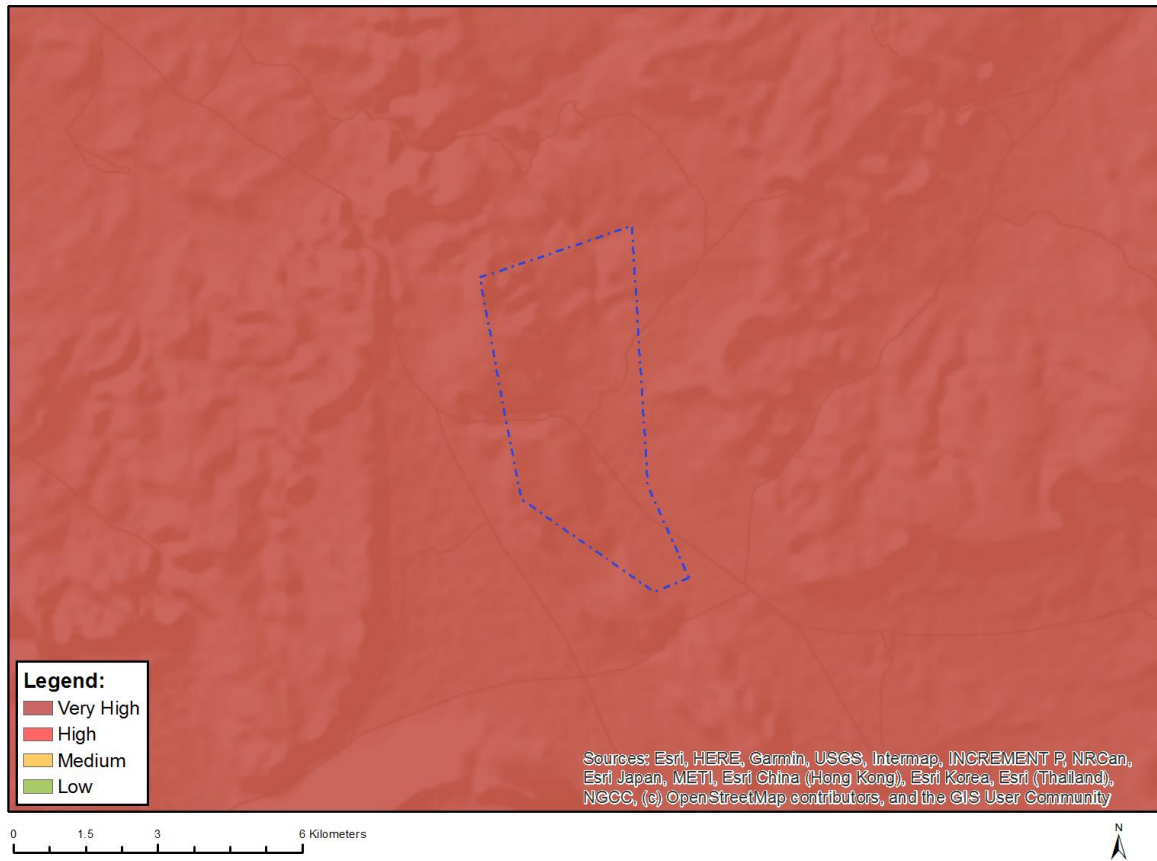 Legend:
Very High
High
Medium
Low
Sources: Esri, HERE, Garmin, USGS, Intermap, INCREMENT P, NRCan,
Esri Japan, METI, Esri China (Hong Kong), Esri Korea, Esri (Thailand),
NGCC, (c) OpenStreetMap contributors, and the GIS User Community
0 1.5 3 6 Kilometers
N